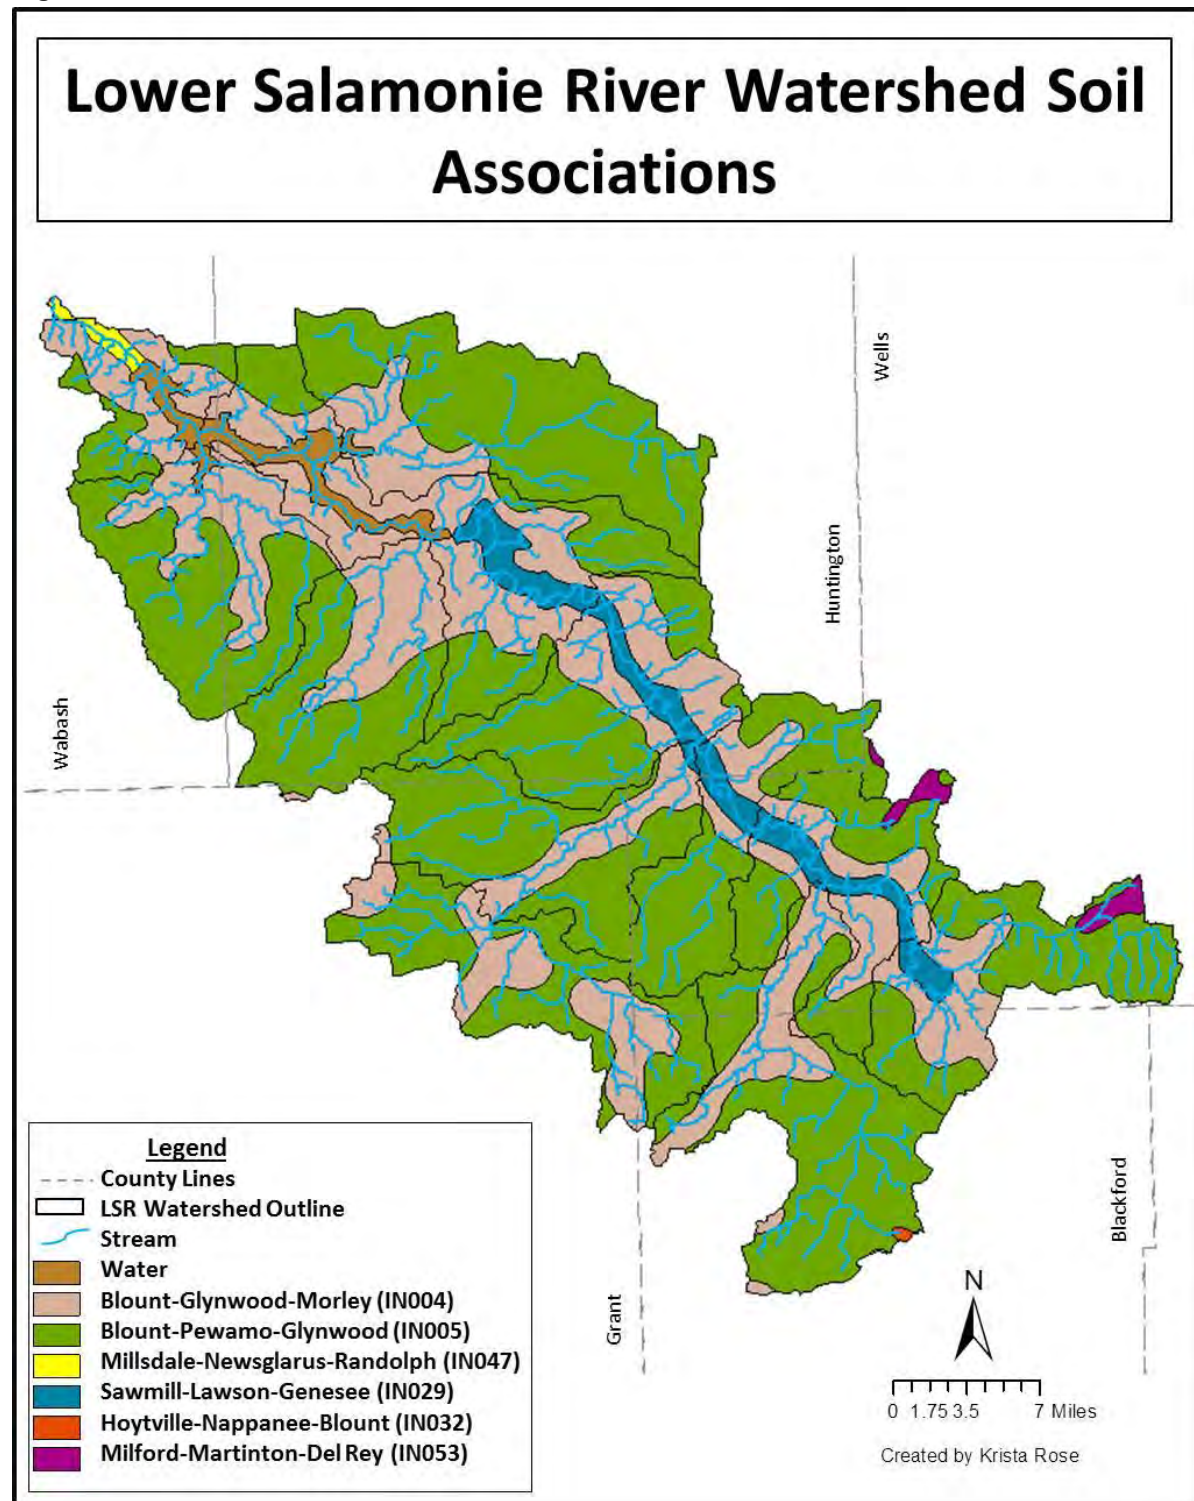 Lower Salamonie River Watershed Soil
Associations
Wells
Huntington
Wabash
Blackford
Grant
Legend
County Lines
LSR Watershed Outline
Stream
Water
Blount-Glynwood-Morley (IN004)
Blount-Pewamo-Glynwood (IN005)
Millsdale-Newsglarus-Randolph (IN047)
Sawmill-Lawson-Genesee (IN029)
Hoytville-Nappanee-Blount (IN032)
Milford-Martinton-Del Rey (IN053)
N
0 1.75 3.5 7 Miles
Created by Krista Rose